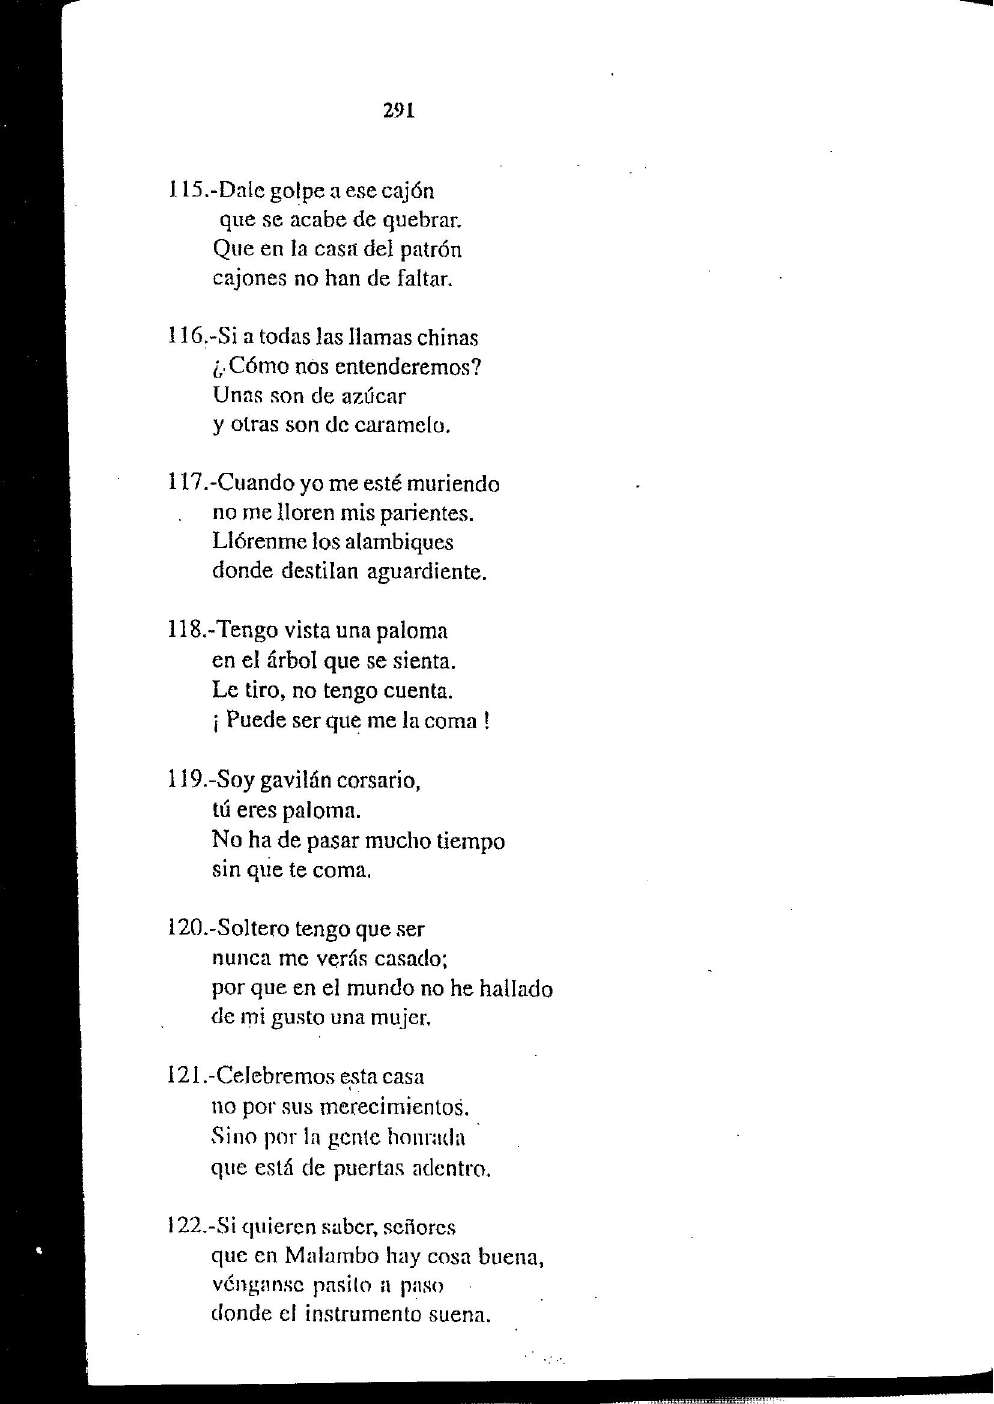 291
115.-Dale golpe a ese cajón
que se acabe de quebrar.
Que en la casa del patrón
cajones no han de faltar.
116.-Si a todas las llamas chinas
¿Cómo nos entenderemos?
Unas son de azúcar
y otras son de caramelo.
117.-Cuando yo me esté muriendo
no me lloren mis parientes.
Llórenme los alambiques
donde destilan aguardiente.
118.-Tengo vista una paloma
en el árbol que se sienta.
Le tiro, no tengo cuenta.
¡ Puede ser que me la coma !
119.-Soy gavilán corsario,
tú eres paloma.
No ha de pasar mucho tiempo
sin que te coma.
120.-Soltero tengo que ser
nunca me verás casado;
por que en el mundo no he hallado
de mi gusto una mujer.
121.-Celebremos esta casa
no por sus merecimientos.
Sino por la gente honrada
que está de puertas adentro.
122.-Si quieren saber, señores
que en Malambo hay cosa buena,
vénganse pasito a paso
donde el instrumento suena.